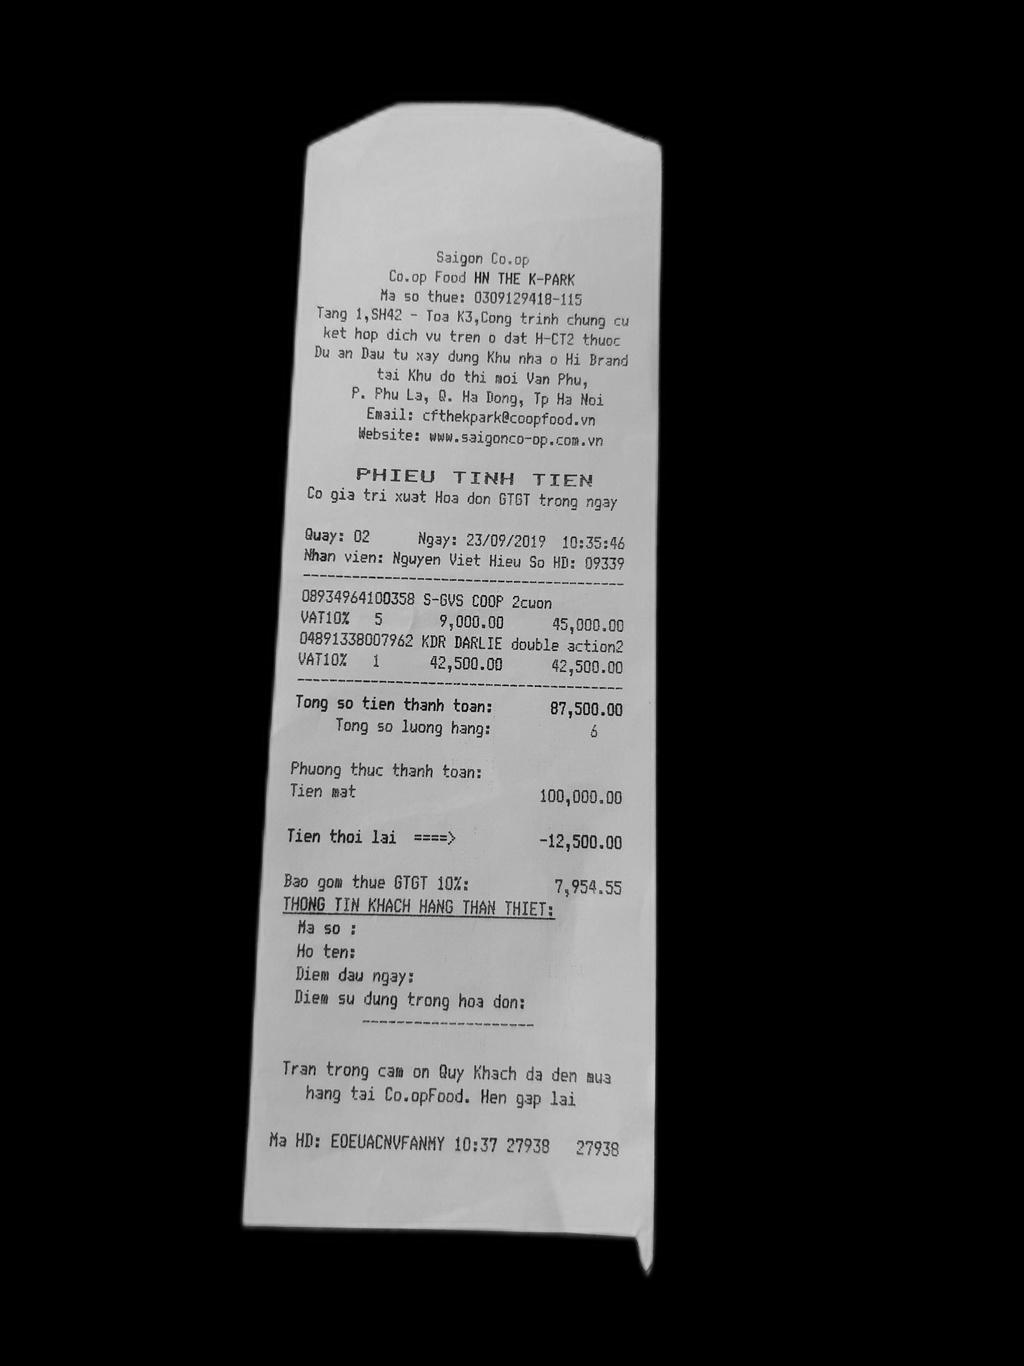 Saigon Co.op
Co.op Food HN THE K-PARK
Ma so thue: 0309129418-115
Tang 1,SH42 - Toa K3,Cong trinh chung cu
ket hop dich vu tren o dat H-CT2 thuoc
Du an Dau tu xay dung Khu nha o Hi Brand
tai Khu do thi moi Van Phu,
P. Phu La, Q. Ha Dong, Tp Ha Noi
Email: cfthekpark@coopfood.vn
Website: www.saigonco-op.com.vn
PHIEU TINH TIEN
Co gia tri xuat Hoa don GTGT trong ngay
Quay: 02 Ngay: 23/09/2019 10:35:46
Nhan vien: Nguyen Viet Hieu So HD: 09339
----------------------------------------
08934964100358 S-GVS COOP 2cuon
VAT10% 5 9,000.00 45,000.00
04891338007962 KDR DARLIE double action2
VAT10% 1 42,500.00 42,500.00
----------------------------------------
Tong so tien thanh toan: 87,500.00
Tong so luong hang: 6
Phuong thuc thanh toan:
Tien mat 100,000.00
Tien thoi lai ====> -12,500.00
Bao gom thue GTGT 10%: 7,954.55
THONG TIN KHACH HANG THAN THIET:
Ma so :
Ho ten:
Diem dau ngay:
Diem su dung trong hoa don:
--------------------
Tran trong cam on Quy Khach da den mua
hang tai Co.opFood. Hen gap lai
Ma HD: EOEUACNVFANMY 10:37 27938 27938